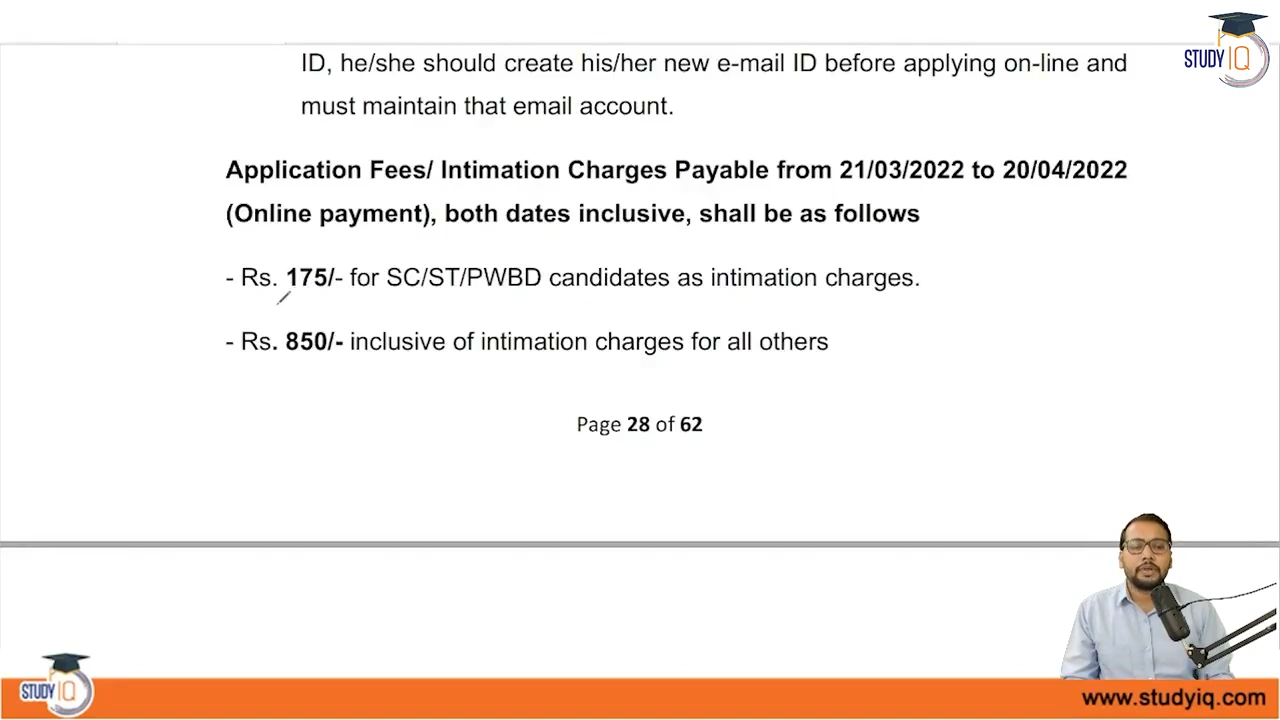 STUDY IQ
ID, he/she should create his/her new e-mail ID before applying on-line and
must maintain that email account.
Application Fees/ Intimation Charges Payable from 21/03/2022 to 20/04/2022
(Online payment), both dates inclusive, shall be as follows
- Rs. 175/- for SC/ST/PWBD candidates as intimation charges.
- Rs. 850/- inclusive of intimation charges for all others
Page 28 of 62
STUDY IQ
www.studyiq.com